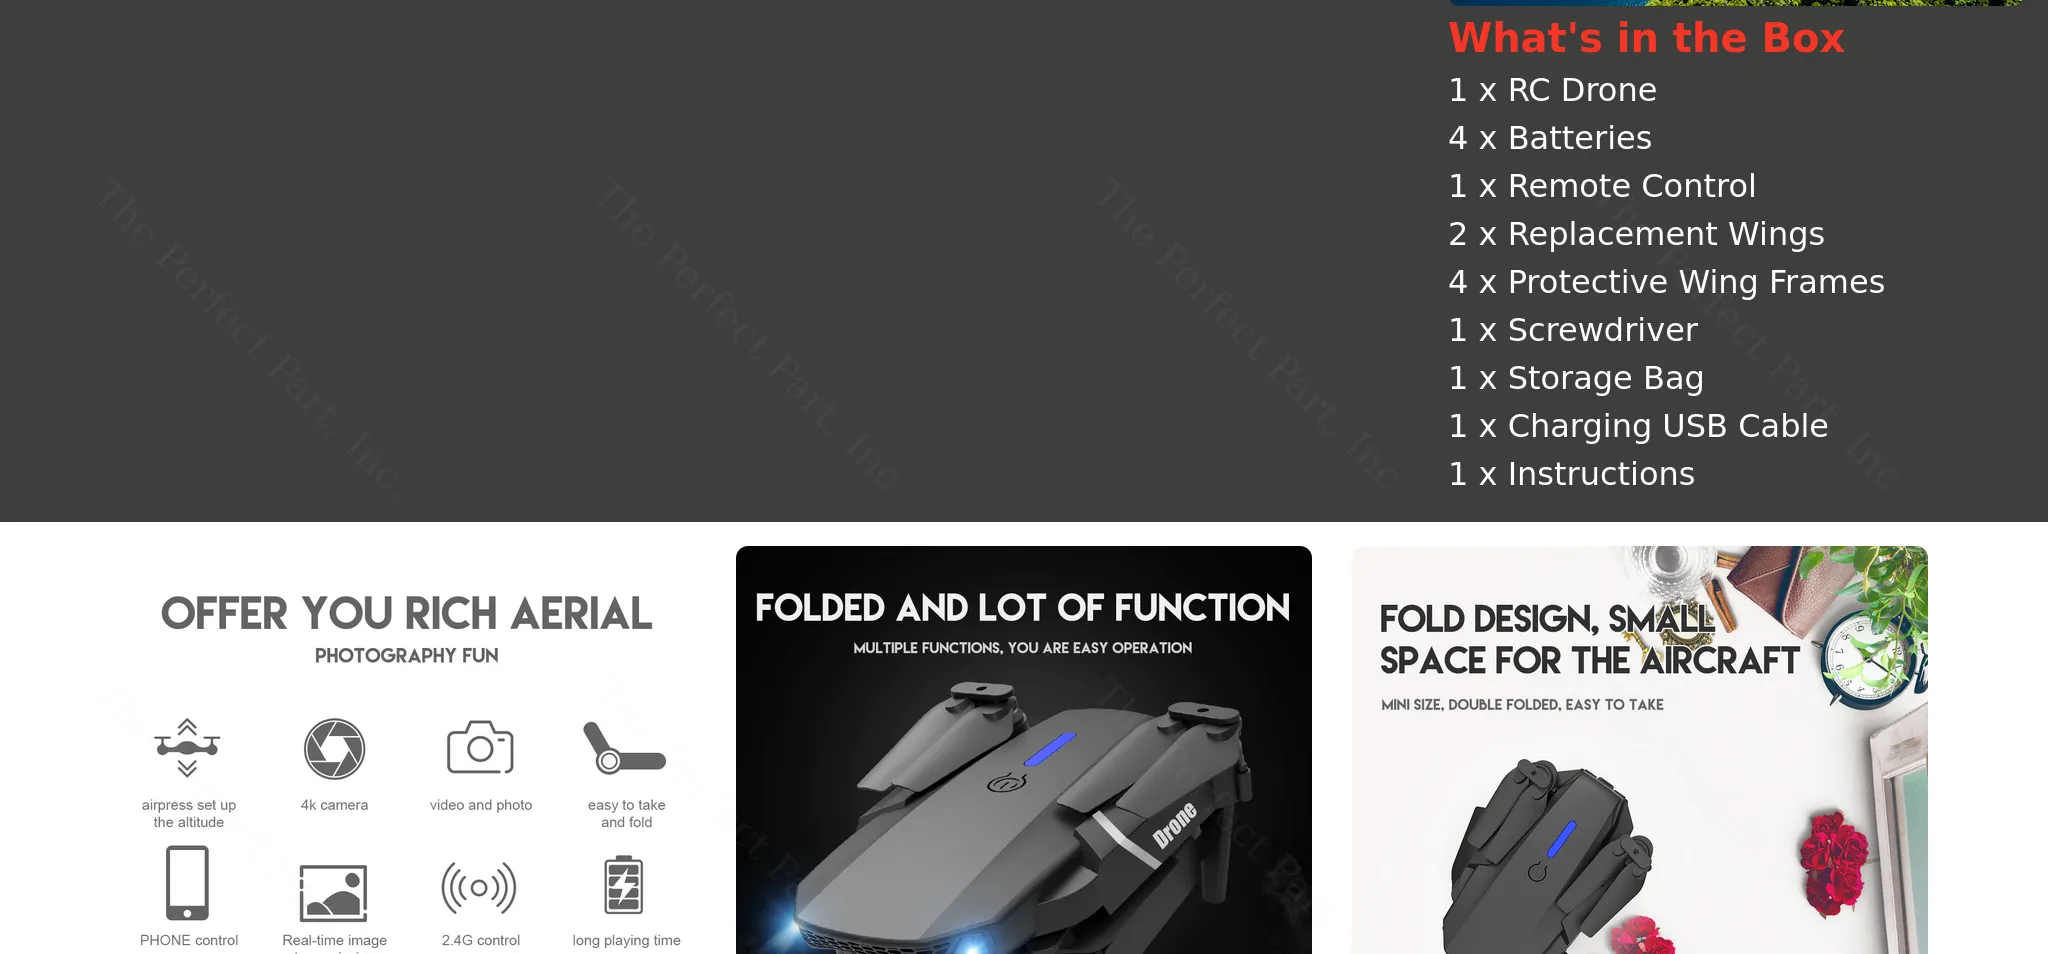 What's in the Box
1 x RC Drone
4 x Batteries
1 x Remote Control
2 x Replacement Wings
4 x Protective Wing Frames
1 x Screwdriver
1 x Storage Bag
1 x Charging USB Cable
1 x Instructions
The Perfect Part, Inc.
The Perfect Part, Inc.
The Perfect Part, Inc.
The Perfect Part, Inc.
OFFER YOU RICH AERIAL
PHOTOGRAPHY FUN
airpress set up
the altitude
4k camera
video and photo
easy to take
and fold
PHONE control
Real-time image
2.4G control
long playing time
FOLDED AND LOT OF FUNCTION
MULTIPLE FUNCTIONS, YOU ARE EASY OPERATION
Drone
FOLD DESIGN, SMALL
SPACE FOR THE AIRCRAFT
MINI SIZE, DOUBLE FOLDED, EASY TO TAKE